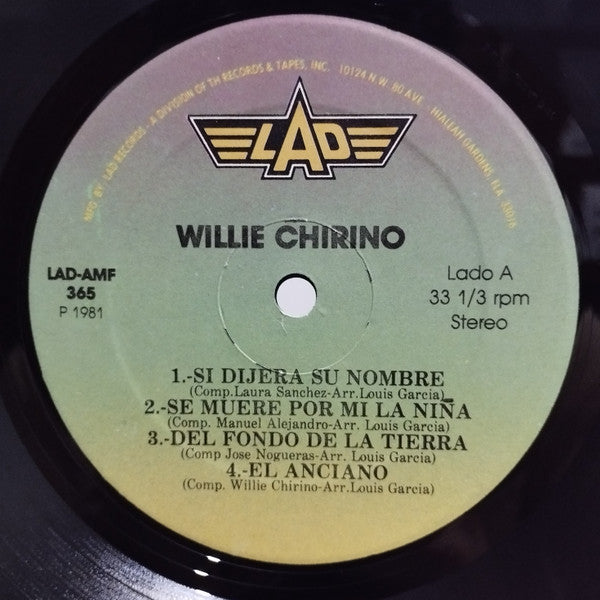 MFG BY LAD RECORDS - A DIVISION OF TH RECORDS & TAPES, INC. 10124 N.W. 80 AVE. HIALEAH GARDENS, FLA. 33016
LAD
WILLIE CHIRINO
LAD-AMF
365
P 1981
Lado A
33 1/3 rpm
Stereo
1.-SI DIJERA SU NOMBRE
(Comp.Laura Sanchez-Arr.Louis Garcia)
2.-SE MUERE POR MI LA NIÑA
(Comp. Manuel Alejandro-Arr. Louis Garcia)
3.-DEL FONDO DE LA TIERRA
(Comp Jose Nogueras-Arr. Louis Garcia)
4.-EL ANCIANO
(Comp. Willie Chirino-Arr.Louis Garcia)